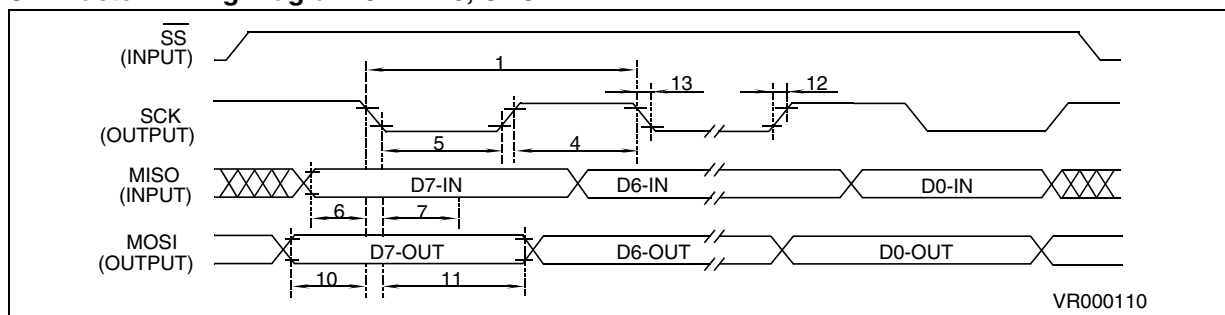 SS
(INPUT)
1
13
12
SCK
(OUTPUT)
5
4
MISO
(INPUT)
D7-IN
D6-IN
D0-IN
6
7
MOSI
(OUTPUT)
D7-OUT
D6-OUT
D0-OUT
10
11
VR000110